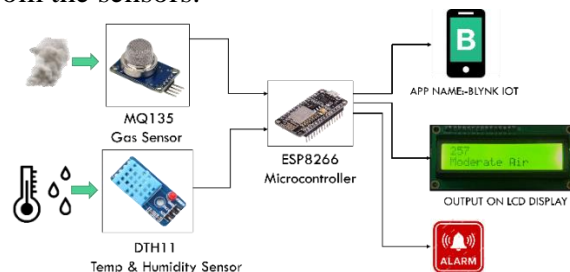 om the sensors.
MQ135
Gas Sensor
DTH11
Temp & Humidity Sensor
ESP8266
Microcontroller
B
APP NAME:-BLYNK IOT
257
Moderate Air
OUTPUT ON LCD DISPLAY
ALARM